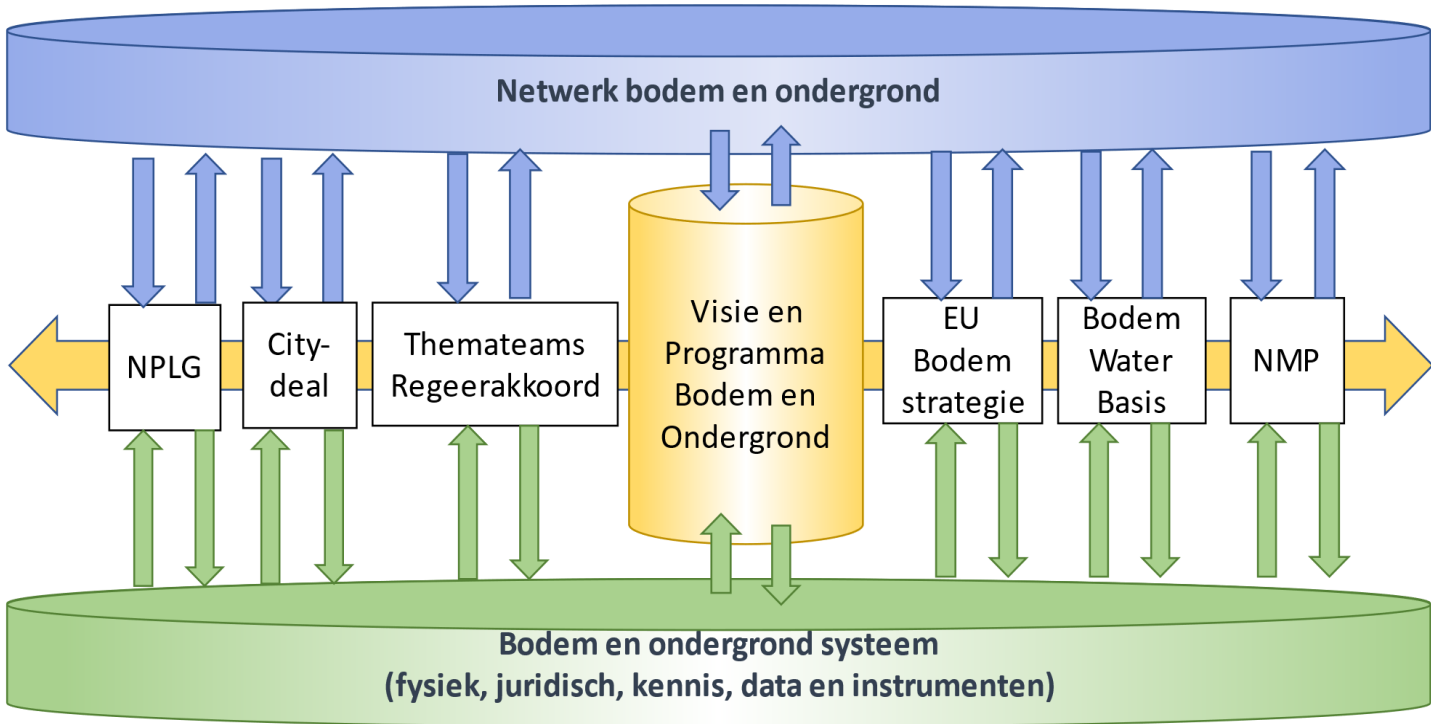 Netwerk bodem en ondergrond
NPLG
City-
deal
Themateams
Regeerakkoord
Visie en
Programma
Bodem en
Ondergrond
EU
Bodem
strategie
Bodem
Water
Basis
NMP
Bodem en ondergrond systeem
(fysiek, juridisch, kennis, data en instrumenten)